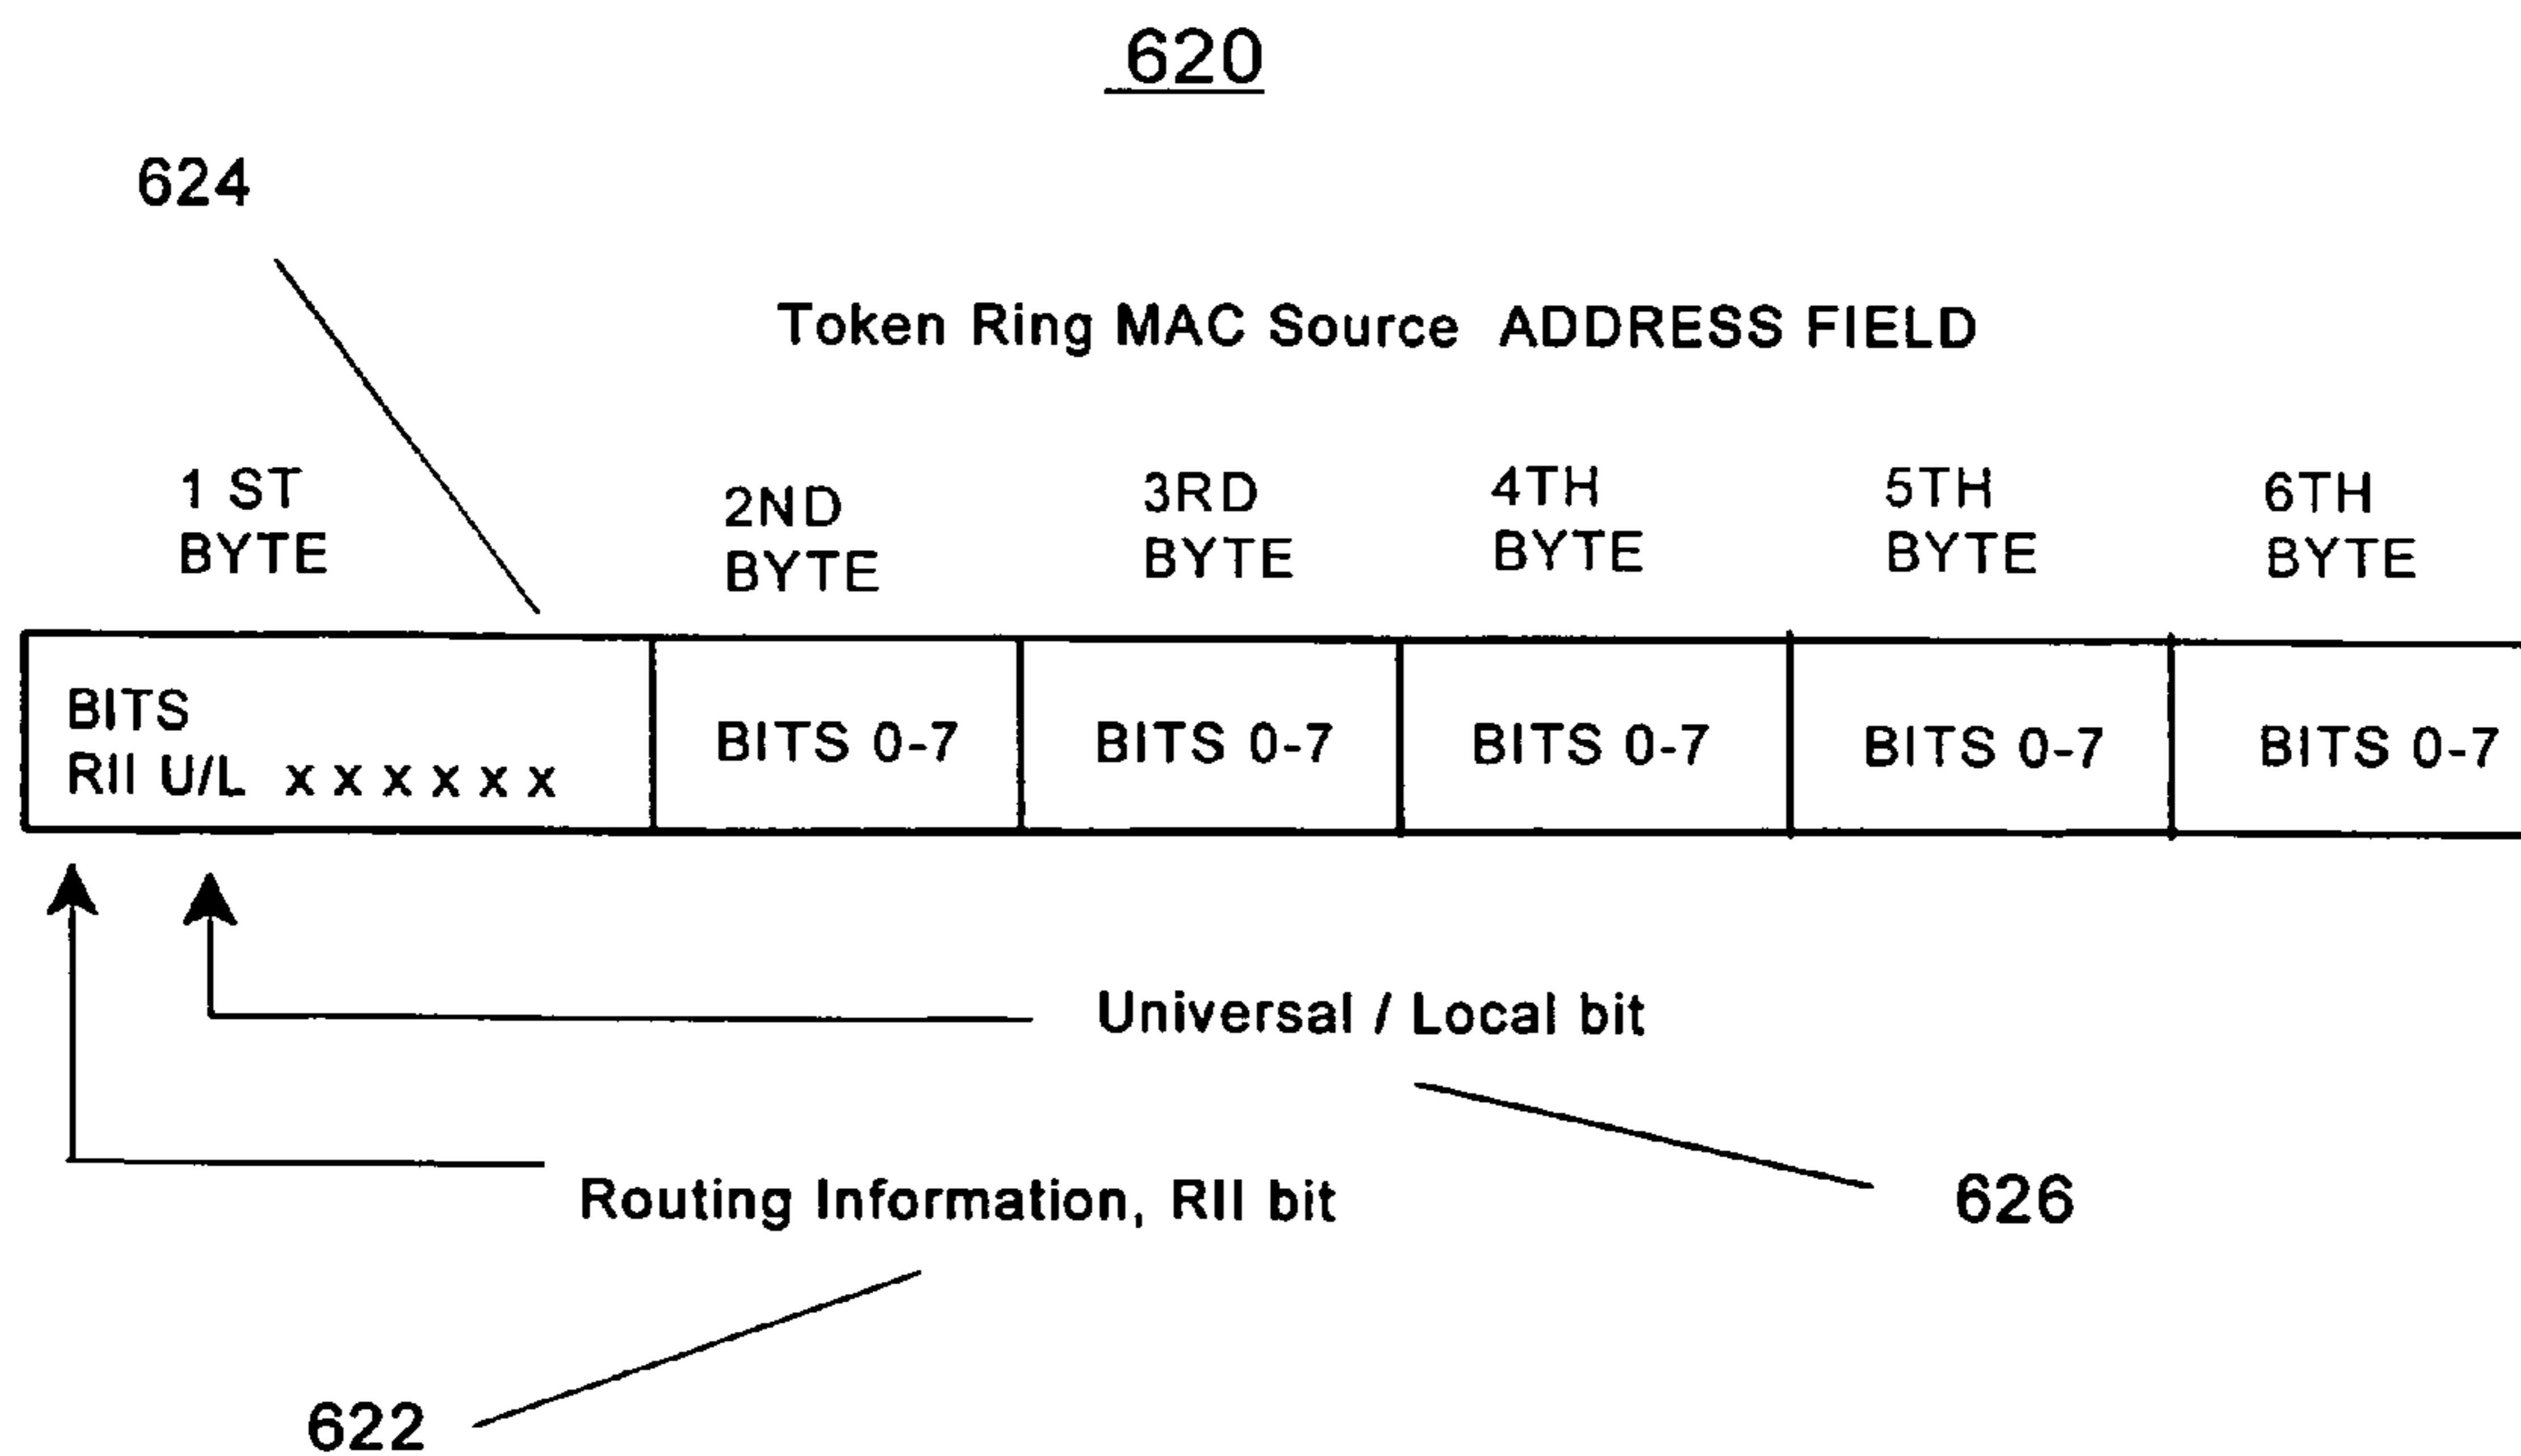 620
624
Token Ring MAC Source ADDRESS FIELD
1 ST
BYTE
2ND
BYTE
3RD
BYTE
4TH
BYTE
5TH
BYTE
6TH
BYTE
BITS
RII U/L x x x x x x
BITS 0-7
BITS 0-7
BITS 0-7
BITS 0-7
BITS 0-7
Universal / Local bit
Routing Information, RII bit
626
622